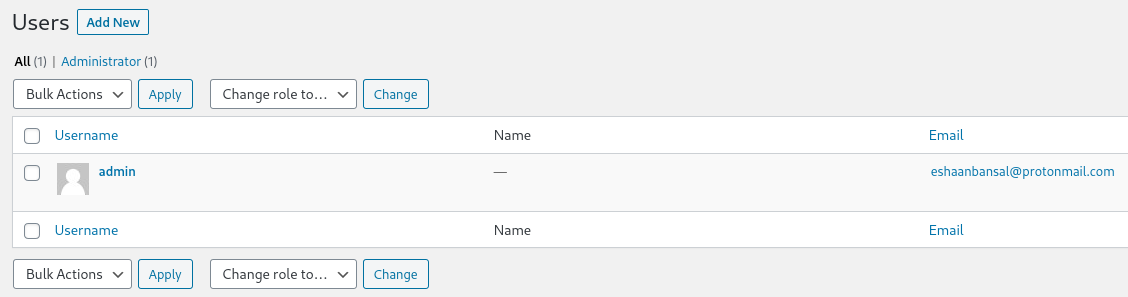 Users Add New
All (1) | Administrator (1)
Bulk Actions Apply Change role to... Change
Username Name Email
admin — eshaanbansal@protonmail.com
Username Name Email
Bulk Actions Apply Change role to... Change